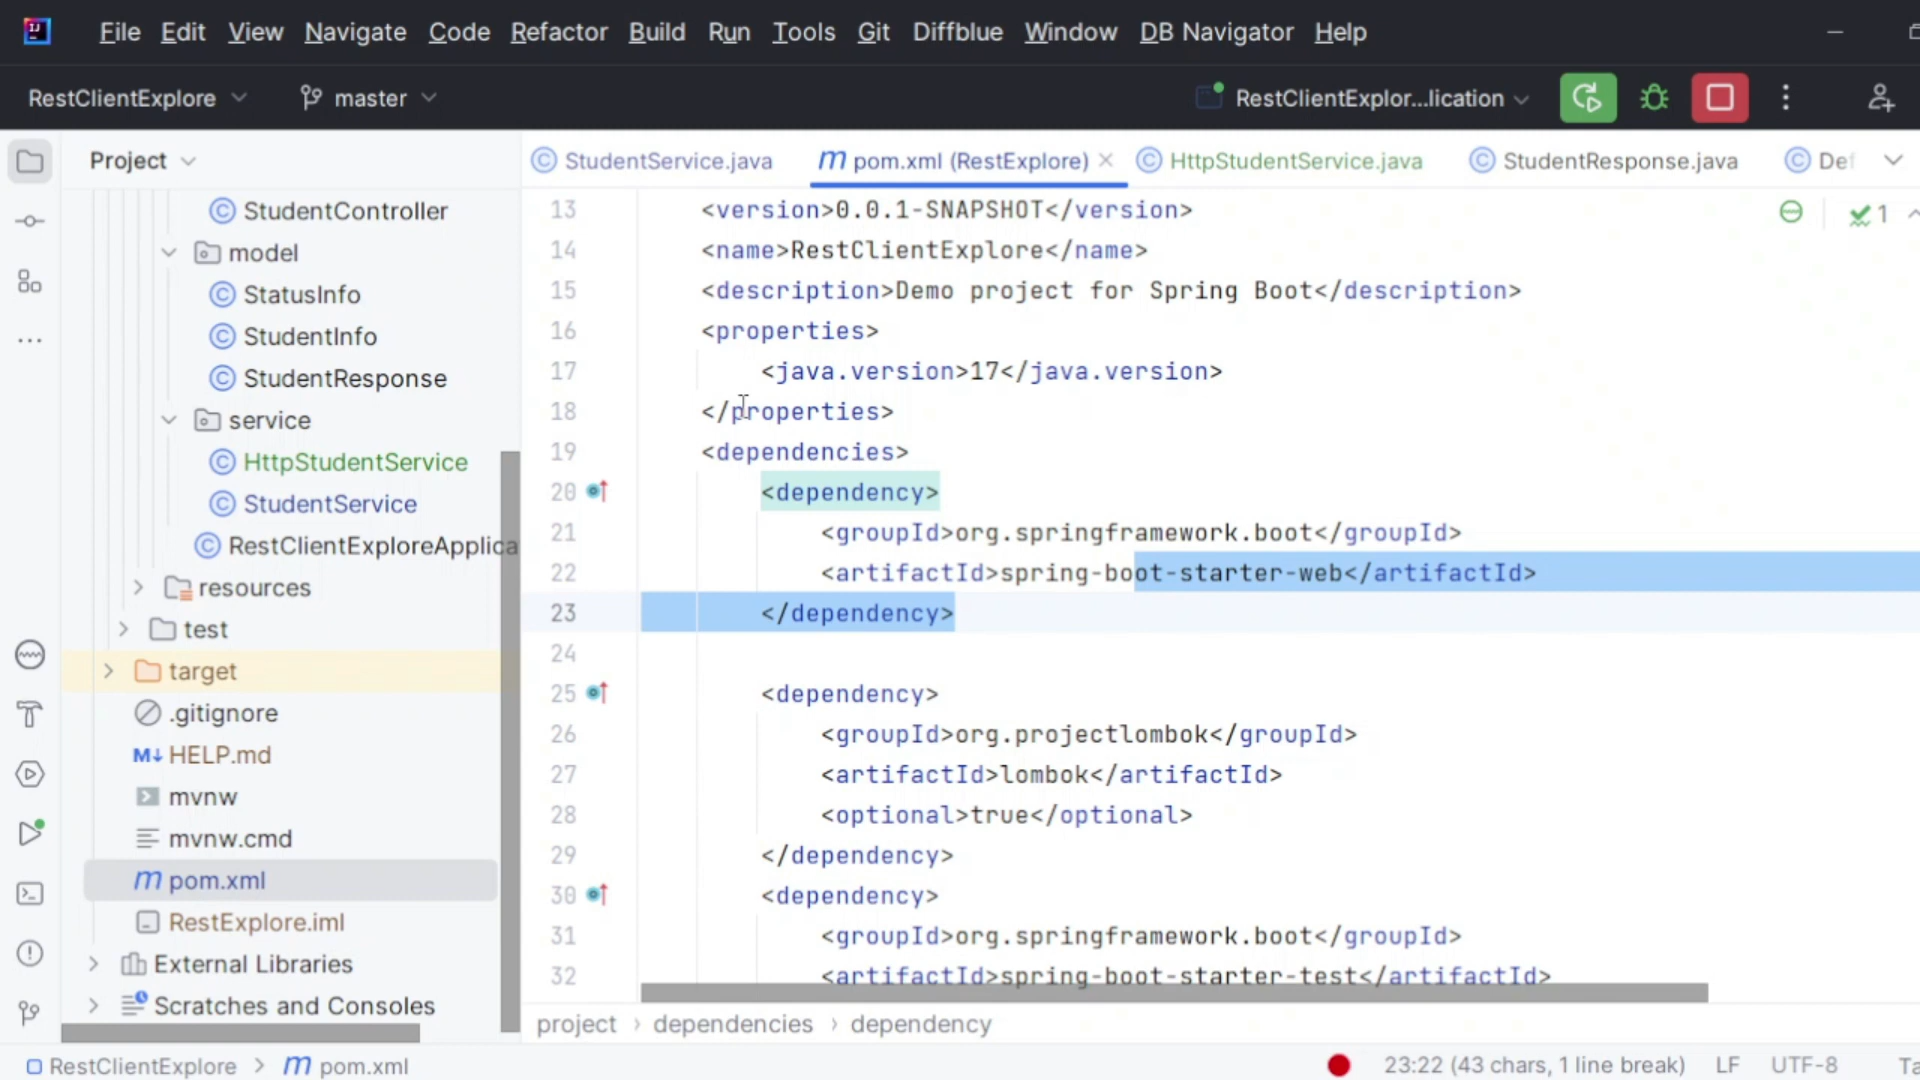 File Edit View Navigate Code Refactor Build Run Tools Git Diffblue Window DB Navigator Help
RestClientExplore master RestClientExplor...lication
Project
StudentService.java pom.xml (RestExplore) HttpStudentService.java StudentResponse.java
StudentController
model
StatusInfo
StudentInfo
StudentResponse
service
HttpStudentService
StudentService
RestClientExploreApplica
resources
test
target
.gitignore
M↓ HELP.md
mvnw
mvnw.cmd
m pom.xml
RestExplore.iml
External Libraries
Scratches and Consoles
13 <version>0.0.1-SNAPSHOT</version>
14 <name>RestClientExplore</name>
15 <description>Demo project for Spring Boot</description>
16 <properties>
17 <java.version>17</java.version>
18 </properties>
19 <dependencies>
20 <dependency>
21 <groupId>org.springframework.boot</groupId>
22 <artifactId>spring-boot-starter-web</artifactId>
23 </dependency>
24
25 <dependency>
26 <groupId>org.projectlombok</groupId>
27 <artifactId>lombok</artifactId>
28 <optional>true</optional>
29 </dependency>
30 <dependency>
31 <groupId>org.springframework.boot</groupId>
32 <artifactId>spring-boot-starter-test</artifactId>
1
project › dependencies › dependency
RestClientExplore > m pom.xml 23:22 (43 chars, 1 line break) LF UTF-8